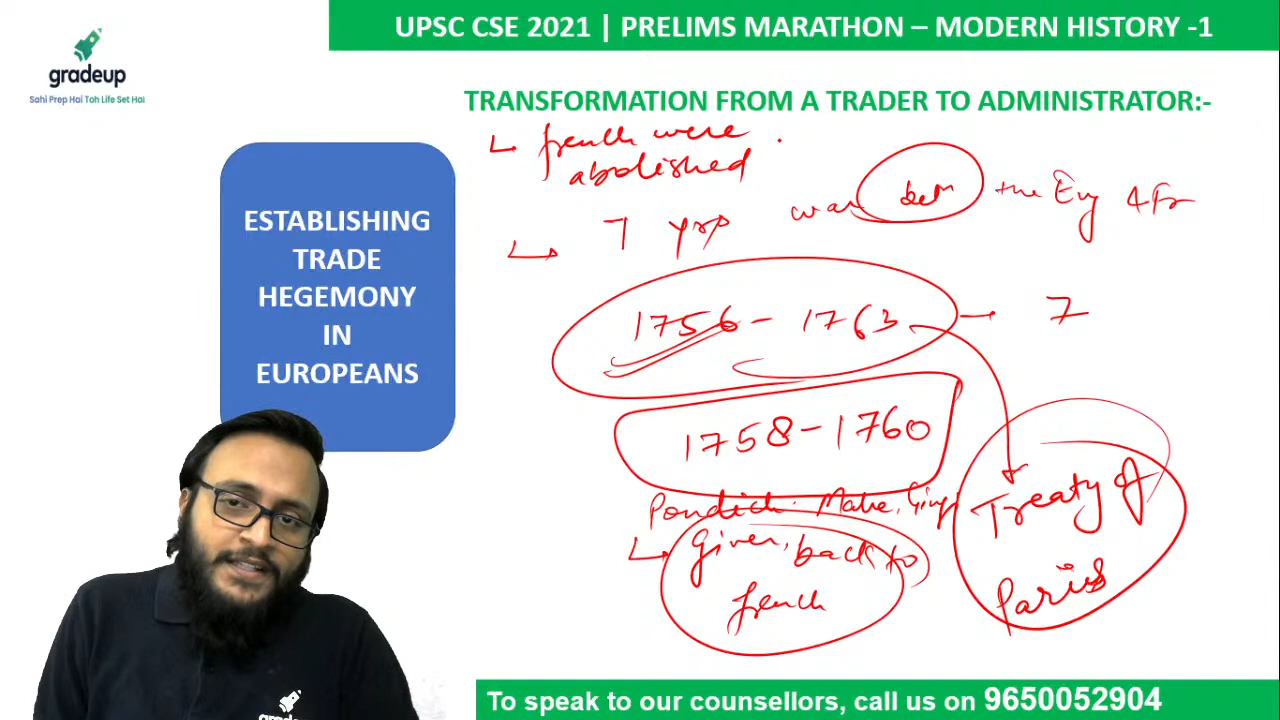 gradeup
Sahi Prep Hai Toh Life Set Hai
UPSC CSE 2021 | PRELIMS MARATHON – MODERN HISTORY -1
TRANSFORMATION FROM A TRADER TO ADMINISTRATOR:-
ESTABLISHING
TRADE
HEGEMONY
IN
EUROPEANS
french were
abolished
7 yrs war betn the Eng & Fr
1756 - 1763 - 7
1758 - 1760
Pondich. Mahe,
Given back to
french
Treaty of
Paris
gradeup
To speak to our counsellors, call us on 9650052904